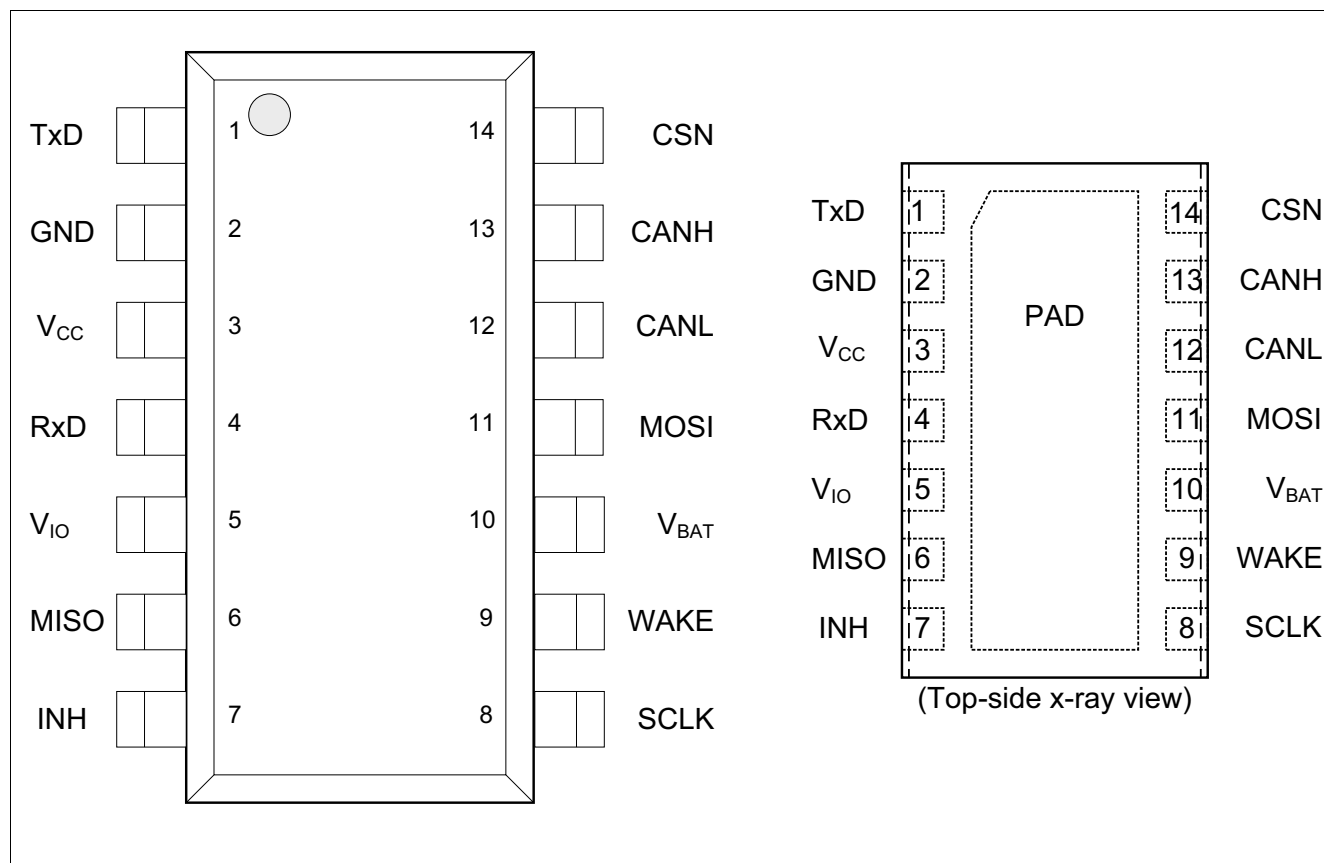 TxD 1 14 CSN
GND 2 13 CANH
VCC 3 12 CANL
RxD 4 11 MOSI
VIO 5 10 VBAT
MISO 6 9 WAKE
INH 7 8 SCLK
TxD 1 14 CSN
GND 2 13 CANH
PAD
VCC 3 12 CANL
RxD 4 11 MOSI
VIO 5 10 VBAT
MISO 6 9 WAKE
INH 7 8 SCLK
(Top-side x-ray view)